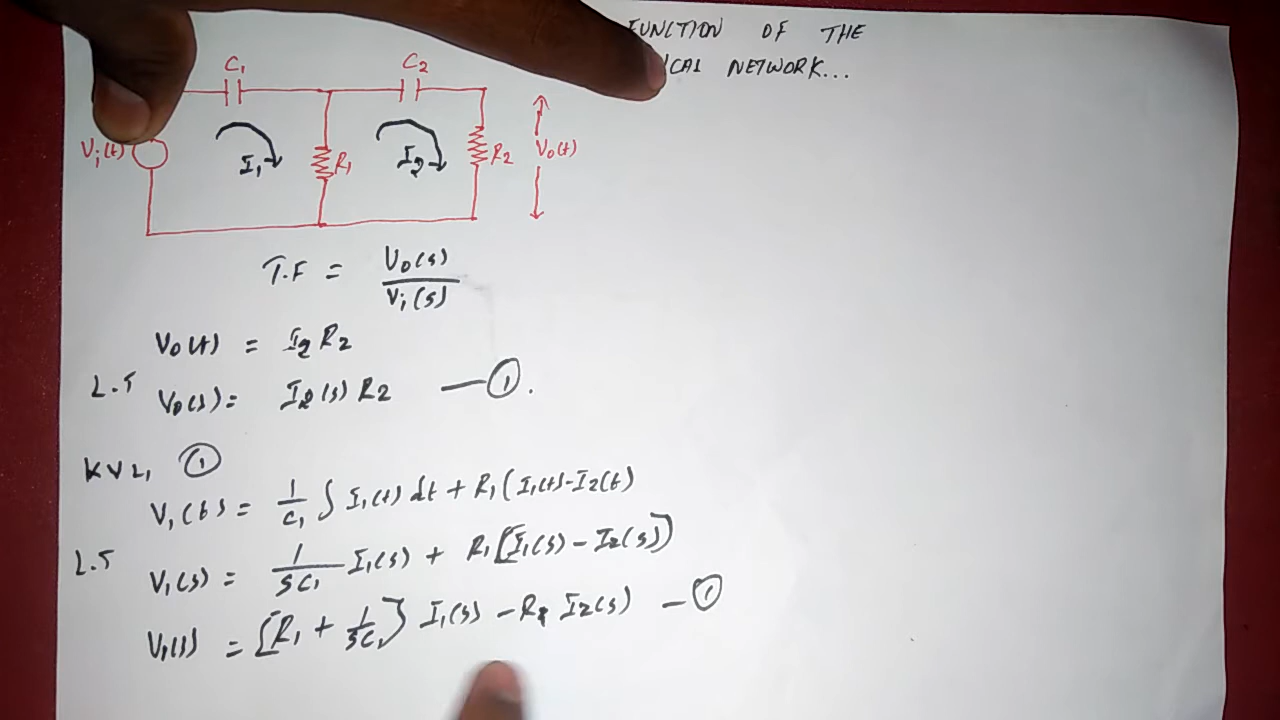 FUNCTION OF THE
NETWORK...
C₁ C₂
Vᵢ(t) I₁ R₁ I₂ R₂ V₀(t)
T.F = V₀(s) / Vᵢ(s)
V₀(t) = I₂ R₂
L.T V₀(s) = I₂(s) R₂ — ①.
KVL, ①
V₁(t) = 1/C₁ ∫ I₁(t) dt + R₁(I₁(t)-I₂(t)
L.T V₁(s) = 1/SC₁ I₁(s) + R₁[I₁(s) - I₂(s)]
V₁(s) = [R₁ + 1/SC₁] I₁(s) - R₁ I₂(s) — ①